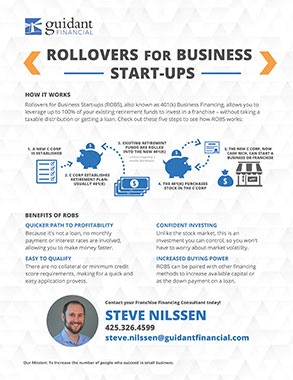 guidant
FINANCIAL
ROLLOVERS FOR BUSINESS
START-UPS
HOW IT WORKS
Rollovers for Business Start-ups (ROBS), also known as 401(k) Business Financing, allows you to
leverage up to 100% of your existing retirement funds to invest in a franchise – without taking a
taxable distribution or getting a loan. Check out these five steps to see how ROBS works:
1. A NEW C CORP
IS ESTABLISHED
2. C CORP ESTABLISHES
RETIREMENT PLAN:
USUALLY 401(K)
3. EXISTING RETIREMENT
FUNDS ARE ROLLED
INTO THE NEW 401(K)
4. THE 401(K) PURCHASES
STOCK IN THE C CORP
5. THE NEW C CORP, NOW
CASH RICH, CAN START A
BUSINESS OR FRANCHISE
BENEFITS OF ROBS
QUICKER PATH TO PROFITABILITY
Because it's not a loan, no monthly
payment or interest rates are involved,
allowing you to make money faster.
EASY TO QUALIFY
There are no collateral or minimum credit
score requirements, making for a quick and
easy application process.
CONFIDENT INVESTING
Unlike the stock market, this is an
investment you can control, so you won't
have to worry about market volatility.
INCREASED BUYING POWER
ROBS can be paired with other financing
methods to increase available capital or
as the down payment on a loan.
Contact your Franchise Financing Consultant today!
STEVE NILSSEN
425.326.4599
steve.nilssen@guidantfinancial.com
Our Mission: To increase the number of people who succeed in small business.